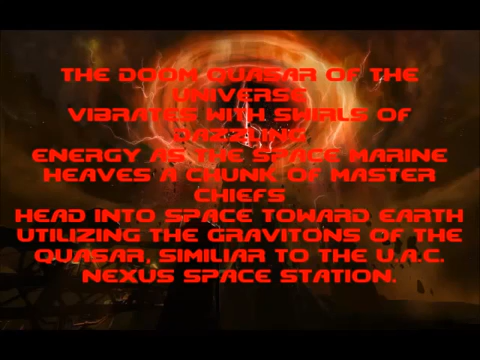 THE DOOM QUASAR OF THE
UNIVERSE
VIBRATES WITH SWIRLS OF
DAZZLING
ENERGY AS THE SPACE MARINE
HEAVES A CHUNK OF MASTER
CHIEFS
HEAD INTO SPACE TOWARD EARTH
UTILIZING THE GRAVITONS OF THE
QUASAR, SIMILIAR TO THE U.A.C.
NEXUS SPACE STATION.